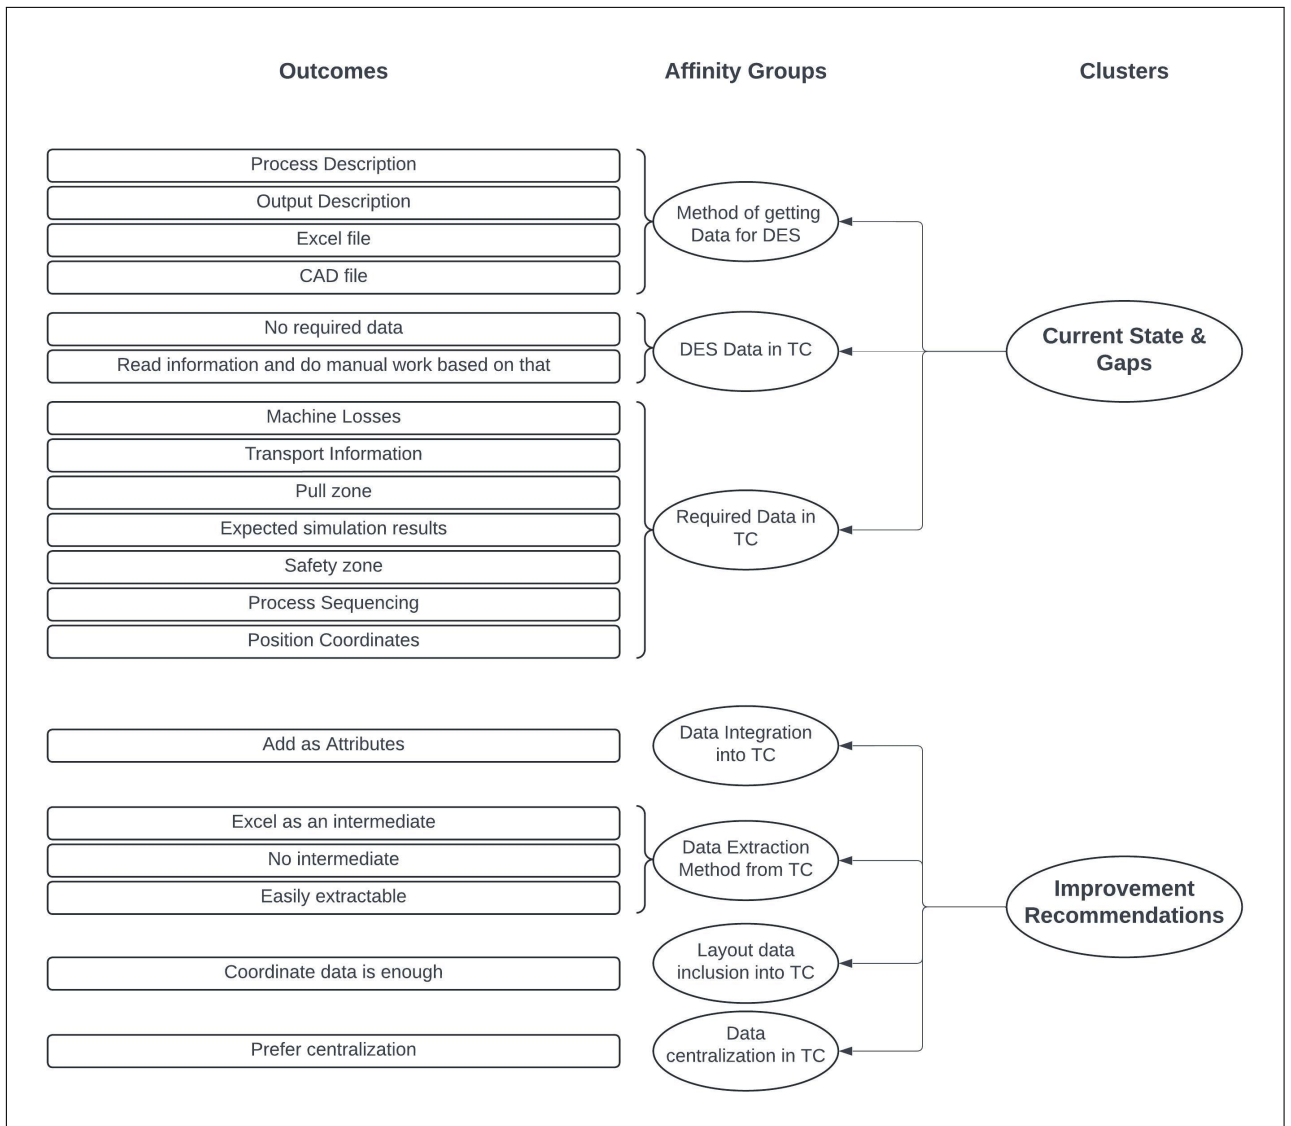 Outcomes
Affinity Groups
Clusters
Process Description
Output Description
Excel file
CAD file
Method of getting
Data for DES
No required data
Read information and do manual work based on that
DES Data in TC
Current State &
Gaps
Machine Losses
Transport Information
Pull zone
Expected simulation results
Safety zone
Process Sequencing
Position Coordinates
Required Data in
TC
Add as Attributes
Data Integration
into TC
Excel as an intermediate
No intermediate
Easily extractable
Data Extraction
Method from TC
Improvement
Recommendations
Coordinate data is enough
Layout data
inclusion into TC
Prefer centralization
Data
centralization in TC